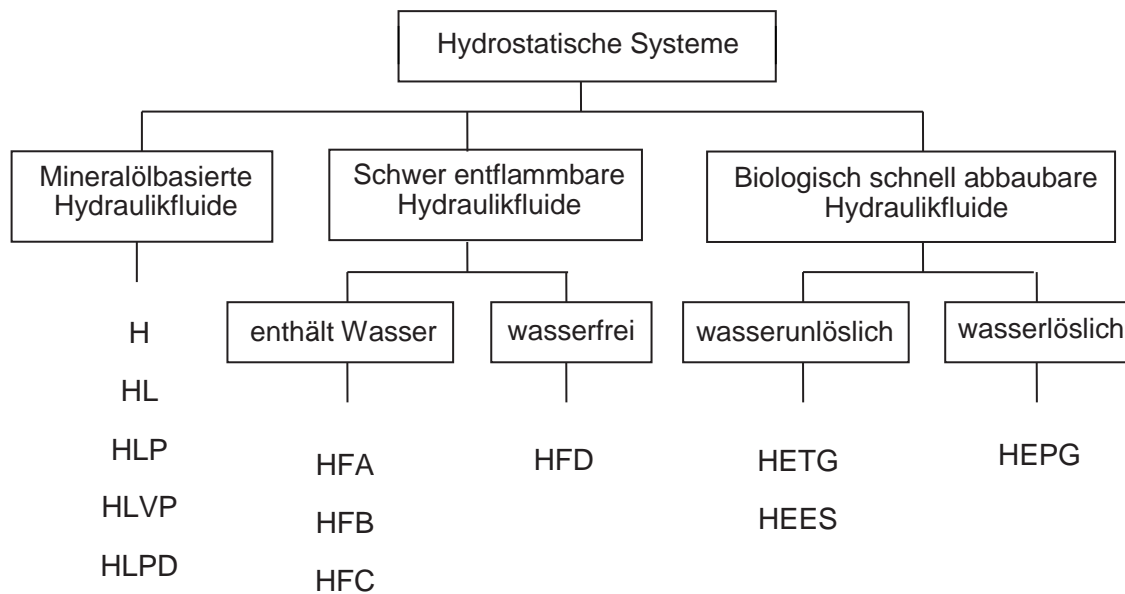 Hydrostatische Systeme
Mineralölbasierte
Hydraulikfluide
Schwer entflammbare
Hydraulikfluide
Biologisch schnell abbaubare
Hydraulikfluide
enthält Wasser
wasserfrei
wasserunlöslich
wasserlöslich
H
HL
HLP
HLVP
HLPD
HFA
HFB
HFC
HFD
HETG
HEES
HEPG